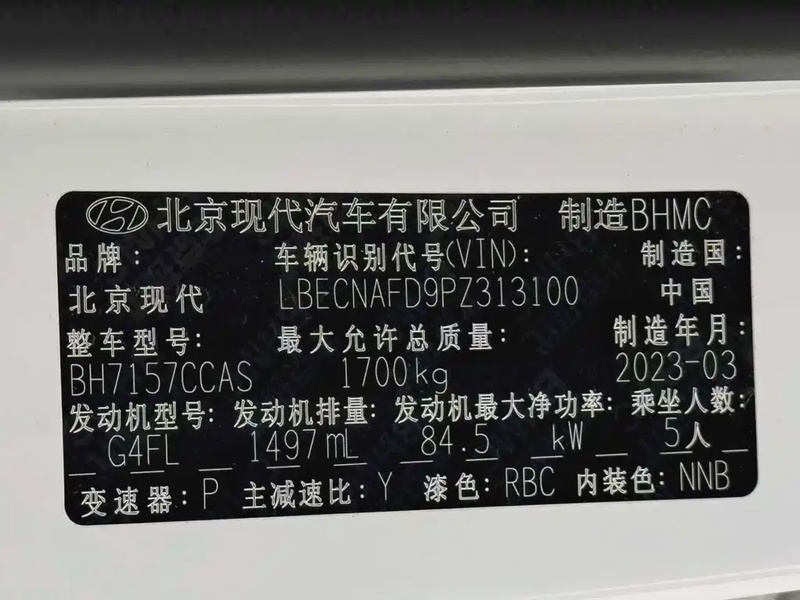 北京现代汽车有限公司 制造BHMC
品牌: 车辆识别代号(VIN): 制造国:
北京现代 LBECNAFD9PZ313100 中国
整车型号: 最大允许总质量: 制造年月:
BH7157CCAS 1700kg 2023-03
发动机型号: 发动机排量: 发动机最大净功率: 乘坐人数:
G4FL 1497mL 84.5 kW 5人
变速器: P 主减速比: Y 漆色: RBC 内装色: NNB